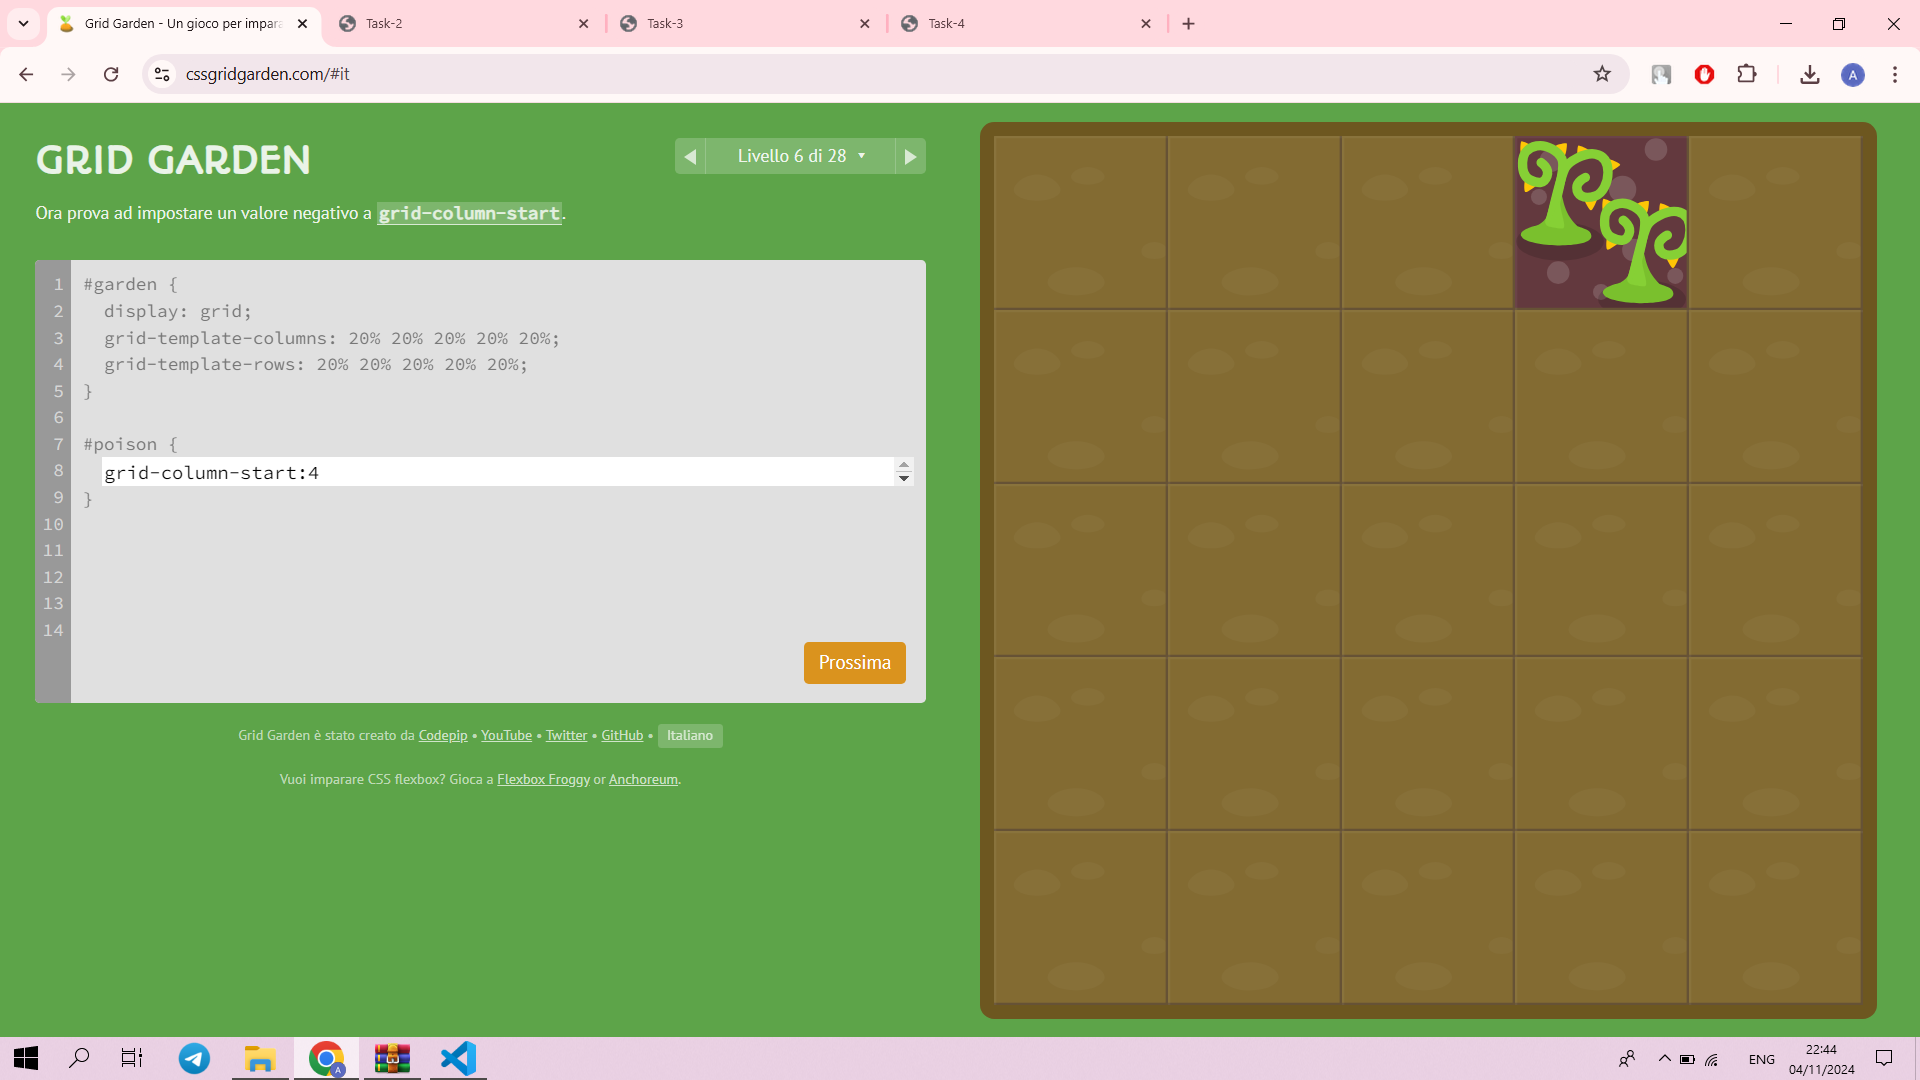 Grid Garden - Un gioco per impara
Task-2
Task-3
Task-4
cssgridgarden.com/#it
A
GRID GARDEN
Livello 6 di 28
Ora prova ad impostare un valore negativo a grid-column-start.
1 #garden {
2 display: grid;
3 grid-template-columns: 20% 20% 20% 20% 20%;
4 grid-template-rows: 20% 20% 20% 20% 20%;
5 }
6
7 #poison {
8 grid-column-start:4
9 }
10
11
12
13
14
Prossima
Grid Garden è stato creato da Codepip • YouTube • Twitter • GitHub • Italiano
Vuoi imparare CSS flexbox? Gioca a Flexbox Froggy or Anchoreum.
A
ENG
22:44
04/11/2024